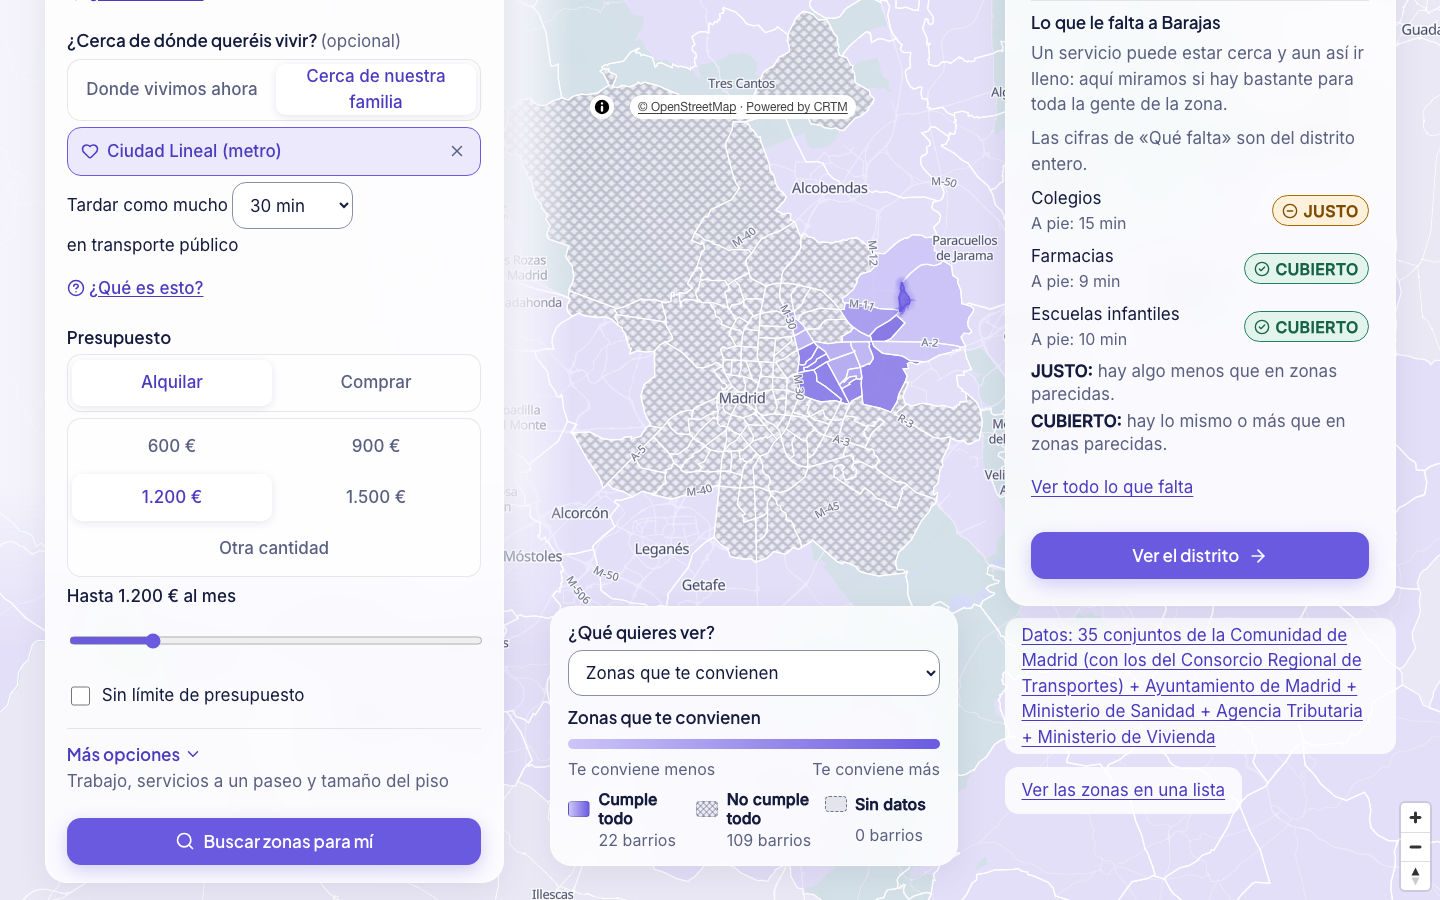 ¿Cerca de dónde queréis vivir? (opcional)
Donde vivimos ahora
Cerca de nuestra
familia
Ciudad Lineal (metro)
Tardar como mucho 30 min
en transporte público
¿Qué es esto?
Presupuesto
Alquilar
Comprar
600 €
900 €
1.200 €
1.500 €
Otra cantidad
Hasta 1.200 € al mes
Sin límite de presupuesto
Más opciones
Trabajo, servicios a un paseo y tamaño del piso
Buscar zonas para mí
Tres Cantos
© OpenStreetMap · Powered by CRTM
Alcobendas
M-50
M-40
M-12
Paracuellos
de Jarama
s Rozas
Madrid
adahonda
M-11
M-30
A-2
M-30
Madrid
badilla
l Monte
R-3
A-3
A-5
M-40
M-45
Alcorcón
Leganés
Móstoles
M-50
Getafe
M-506
Illescas
Guada
¿Qué quieres ver?
Zonas que te convienen
Zonas que te convienen
Te conviene menos
Te conviene más
Cumple
todo
22 barrios
No cumple
todo
109 barrios
Sin datos
0 barrios
Lo que le falta a Barajas
Un servicio puede estar cerca y aun así ir
lleno: aquí miramos si hay bastante para
toda la gente de la zona.
Las cifras de «Qué falta» son del distrito
entero.
Colegios
A pie: 15 min
JUSTO
Farmacias
A pie: 9 min
CUBIERTO
Escuelas infantiles
A pie: 10 min
CUBIERTO
JUSTO: hay algo menos que en zonas
parecidas.
CUBIERTO: hay lo mismo o más que en
zonas parecidas.
Ver todo lo que falta
Ver el distrito
Datos: 35 conjuntos de la Comunidad de
Madrid (con los del Consorcio Regional de
Transportes) + Ayuntamiento de Madrid +
Ministerio de Sanidad + Agencia Tributaria
+ Ministerio de Vivienda
Ver las zonas en una lista